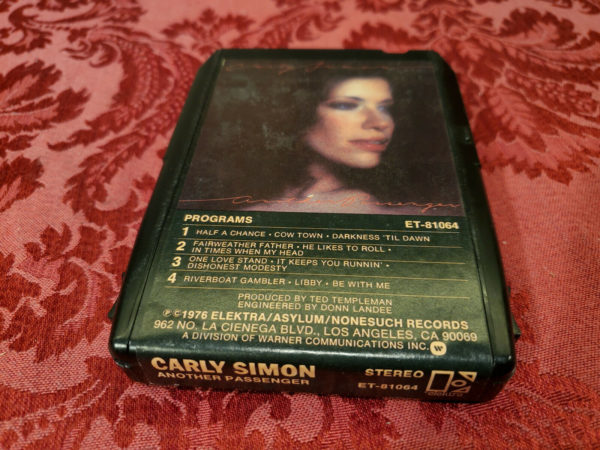 Another Passenger
PROGRAMS ET-81064
1 HALF A CHANCE • COW TOWN • DARKNESS 'TIL DAWN
2 FAIRWEATHER FATHER • HE LIKES TO ROLL •
IN TIMES WHEN MY HEAD
3 ONE LOVE STAND • IT KEEPS YOU RUNNIN' •
DISHONEST MODESTY
4 RIVERBOAT GAMBLER • LIBBY • BE WITH ME
PRODUCED BY TED TEMPLEMAN
ENGINEERED BY DONN LANDEE
℗©1976 ELEKTRA/ASYLUM/NONESUCH RECORDS
962 NO. LA CIENEGA BLVD., LOS ANGELES, CA 90069
A DIVISION OF WARNER COMMUNICATIONS INC. W
CARLY SIMON STEREO
ANOTHER PASSENGER ET-81064
elektra